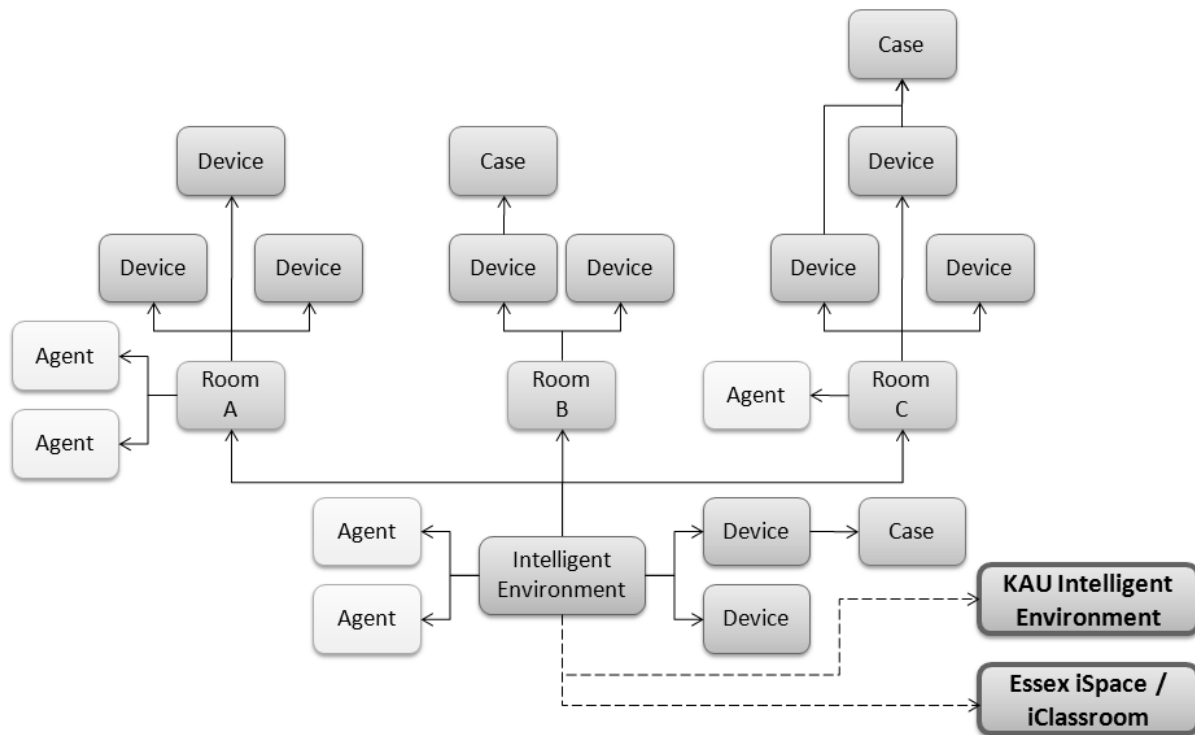 Case
Device
Case
Device
Device
Device
Device
Device
Device
Device
Agent
Room
A
Room
B
Agent
Room
C
Agent
Agent
Device
Case
Intelligent
Environment
KAU Intelligent
Environment
Agent
Device
Essex iSpace /
iClassroom